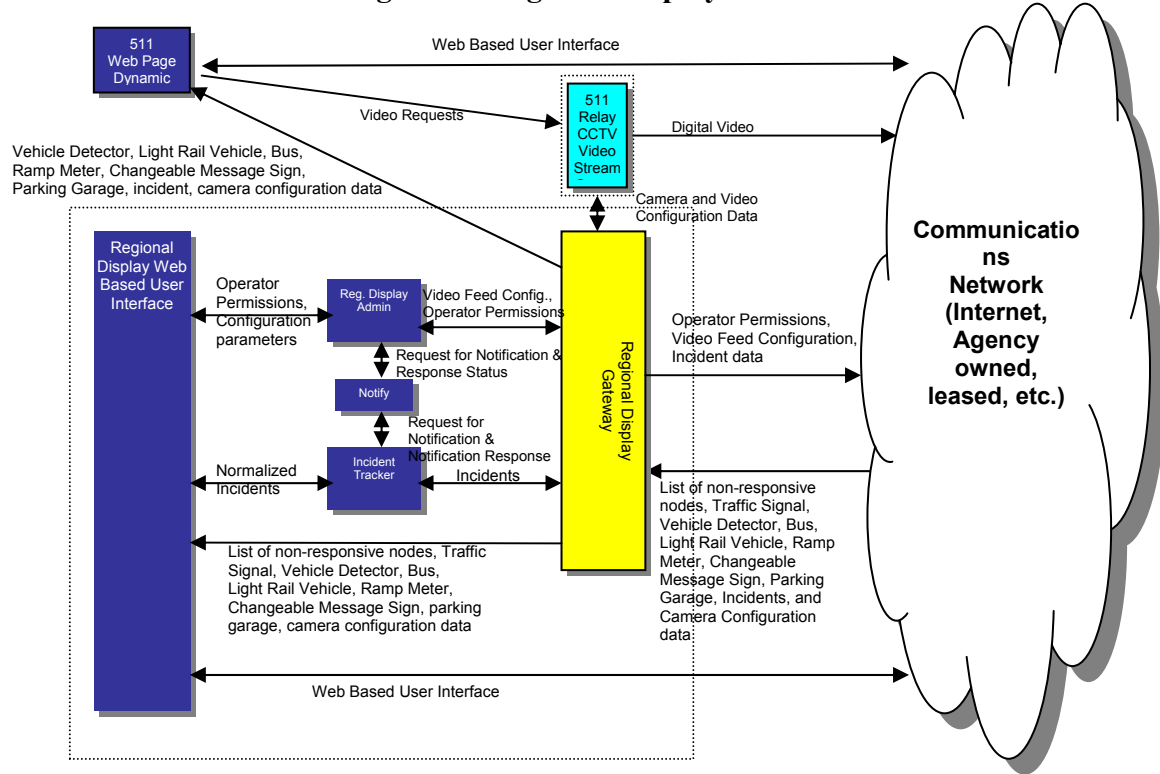 511
Web Page
Dynamic
Web Based User Interface
Video Requests
511
Relay
CCTV
Video
Stream
Digital Video
Vehicle Detector, Light Rail Vehicle, Bus,
Ramp Meter, Changeable Message Sign,
Parking Garage, incident, camera configuration data
Camera and Video
Configuration Data
Regional
Display Web
Based User
Interface
Operator
Permissions,
Configuration
parameters
Reg. Display
Admin
Video Feed Config.,
Operator Permissions
Request for Notification &
Response Status
Notify
Request for
Notification &
Notification Response
Normalized
Incidents
Incident
Tracker
Incidents
Regional Display
Gateway
Operator Permissions,
Video Feed Configuration,
Incident data
Communicatio
ns
Network
(Internet,
Agency
owned,
leased, etc.)
List of non-responsive
nodes, Traffic Signal,
Vehicle Detector, Bus,
Light Rail Vehicle, Ramp
Meter, Changeable
Message Sign, Parking
Garage, Incidents, and
Camera Configuration
data
List of non-responsive nodes, Traffic
Signal, Vehicle Detector, Bus,
Light Rail Vehicle, Ramp Meter,
Changeable Message Sign, parking
garage, camera configuration data
Web Based User Interface